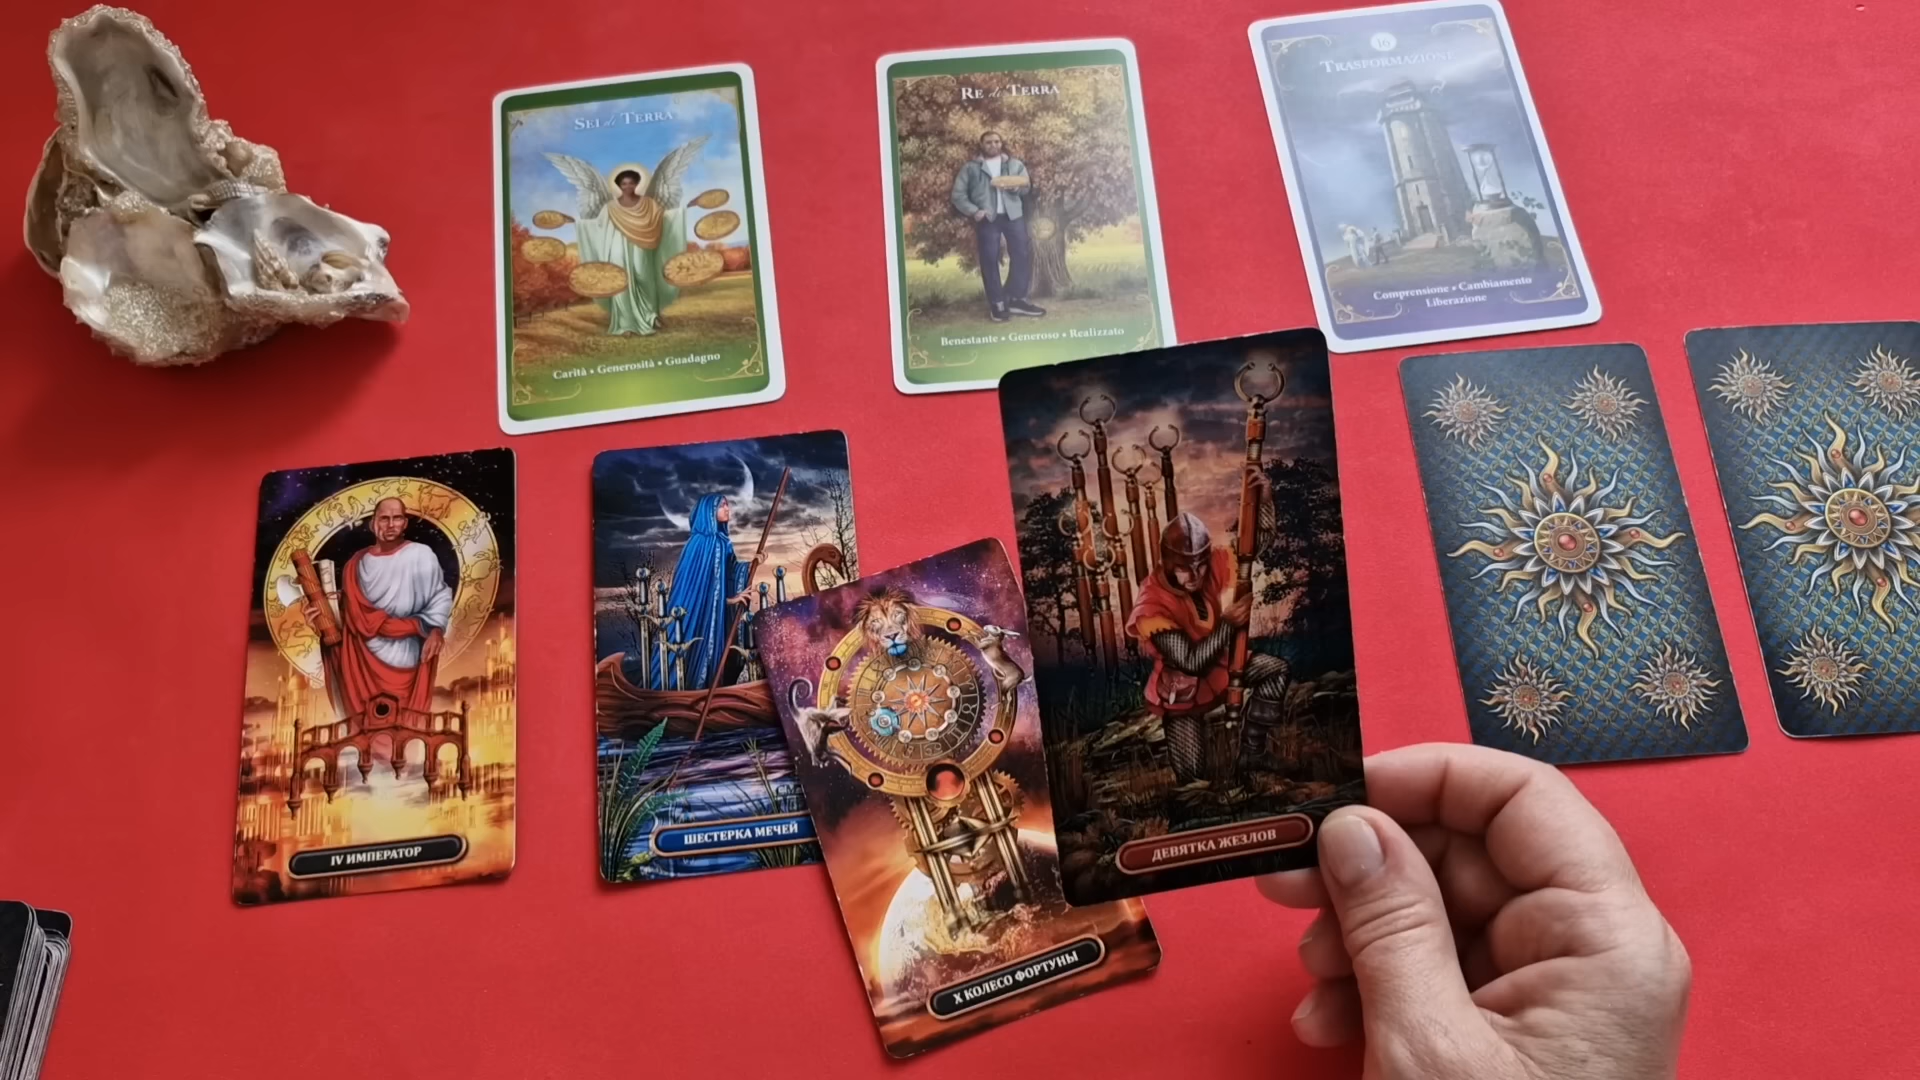 SEI di TERRA
Carità • Generosità • Guadagno
RE di TERRA
Benestante • Generoso • Realizzato
16
TRASFORMAZIONE
Comprensione • Cambiamento
Liberazione
IV ИМПЕРАТОР
ШЕСТЕРКА МЕЧЕЙ
X КОЛЕСО ФОРТУНЫ
ДЕВЯТКА ЖЕЗЛОВ